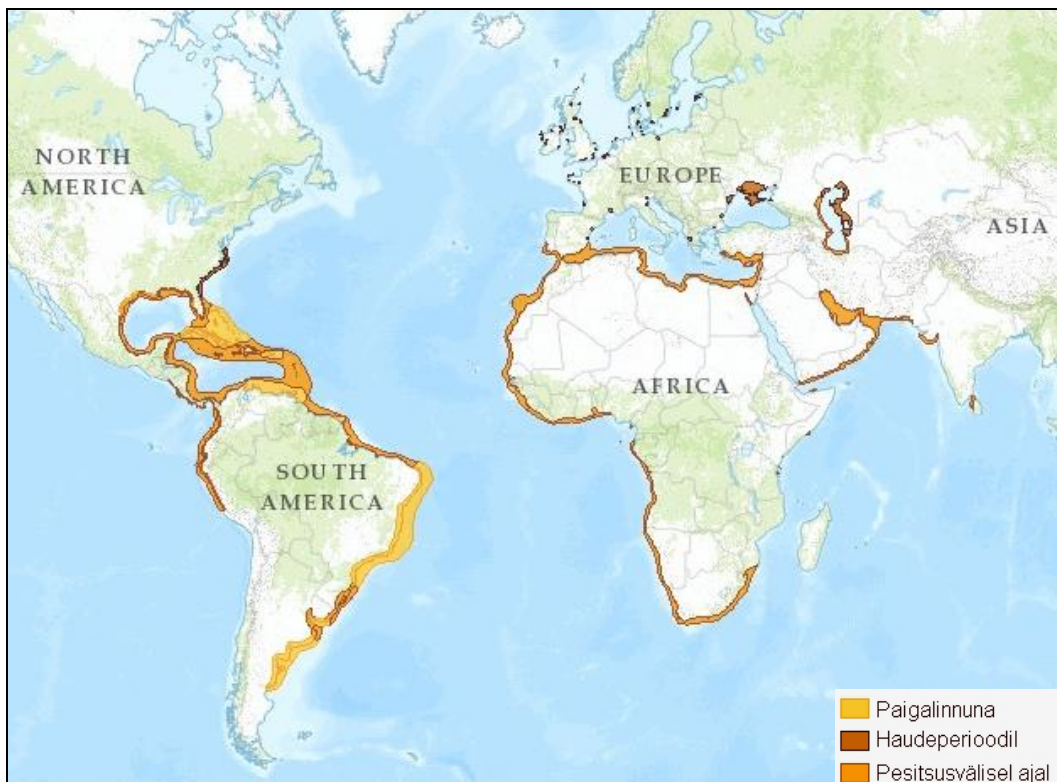 NORTH
AMERICA
EUROPE
ASIA
AFRICA
SOUTH
AMERICA
Paigalinnuna
Haudeperioodil
Pesitsusvälisel ajal